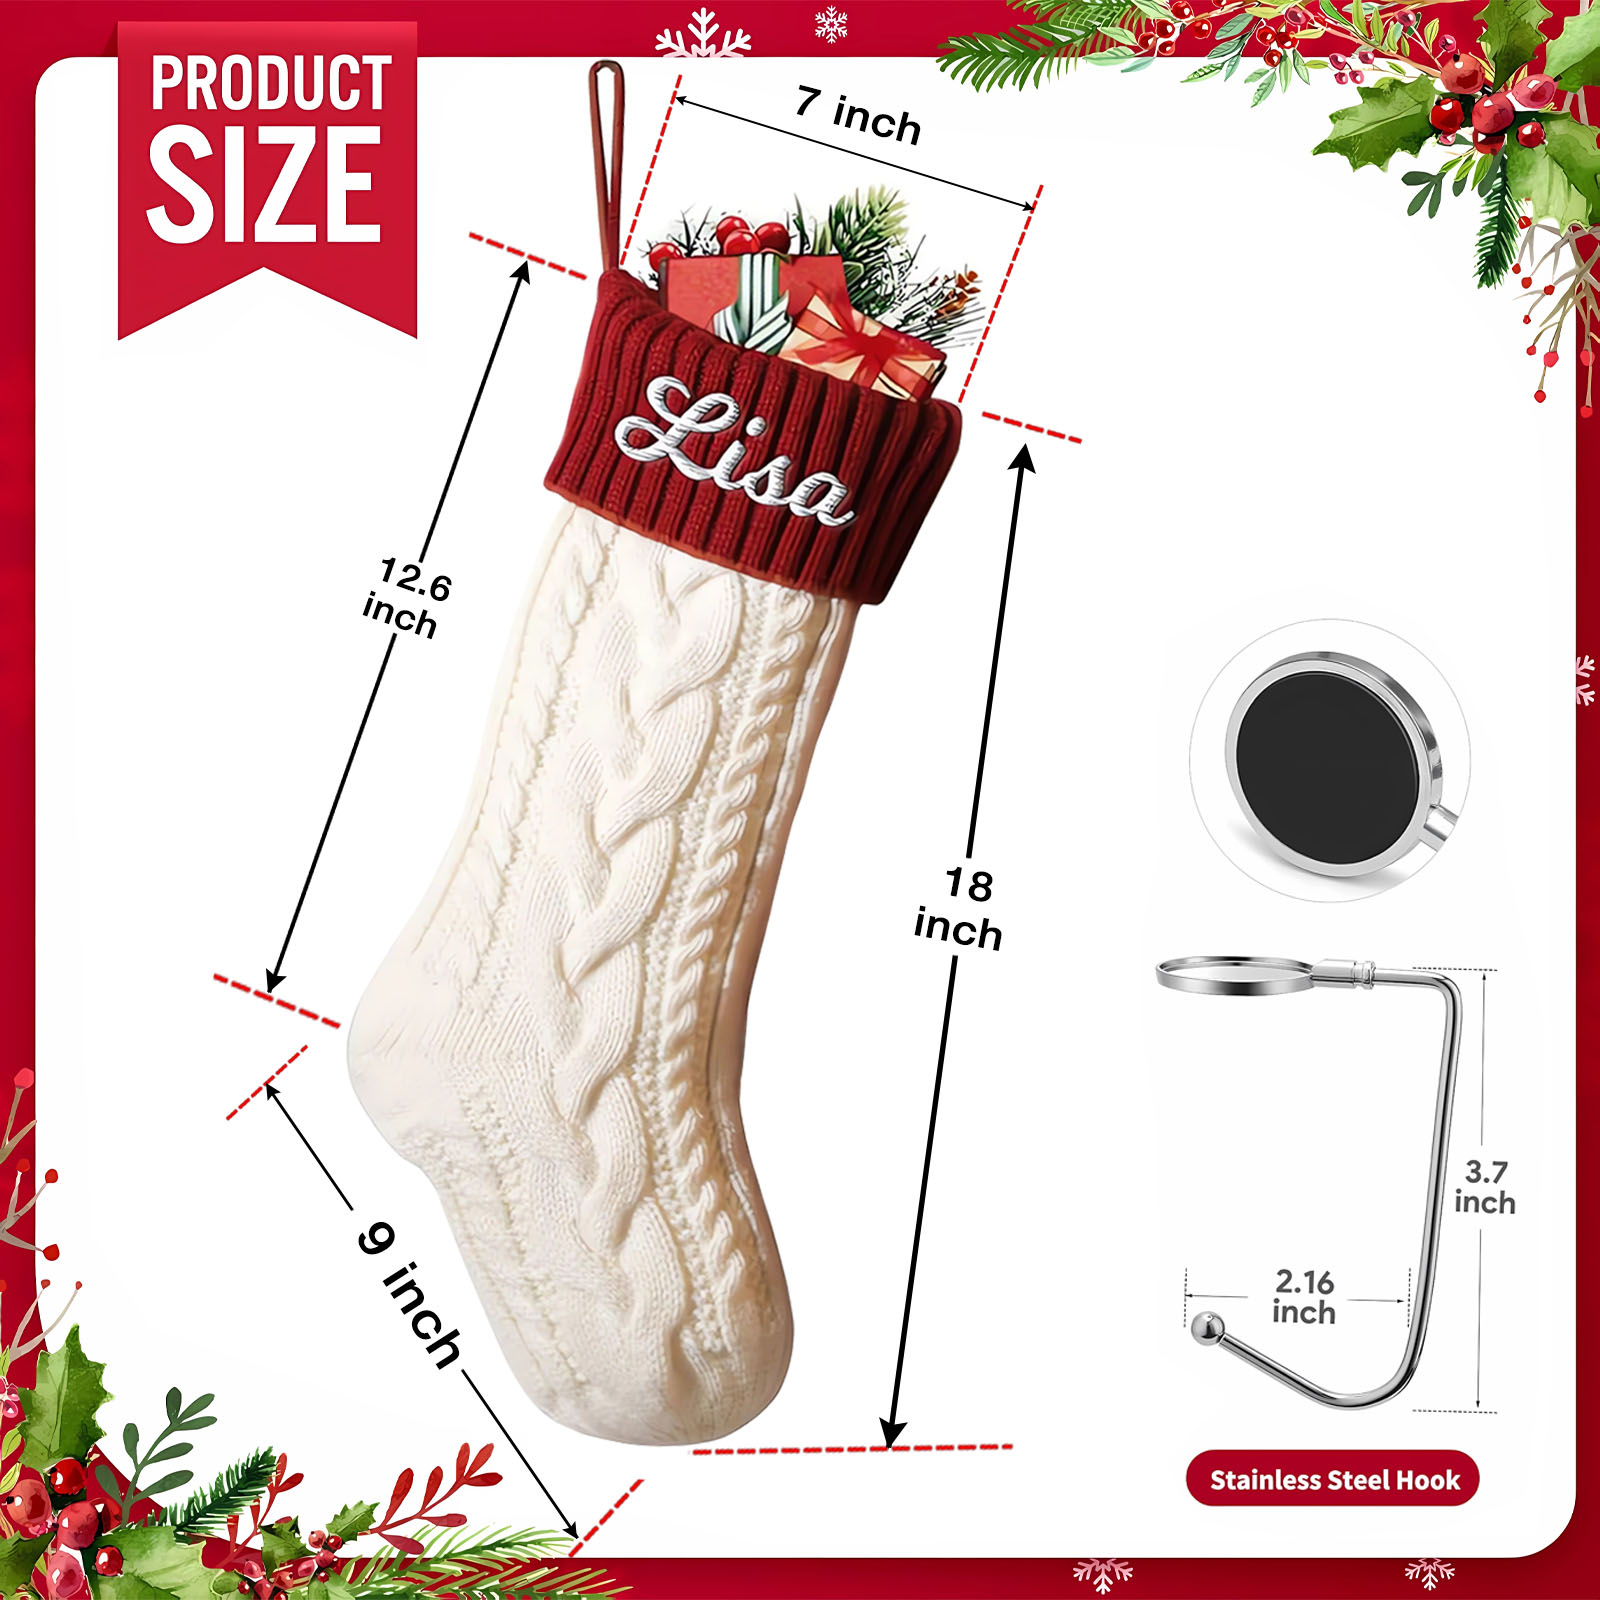 PRODUCT
SIZE
7 inch
Lisa
12.6
inch
18
inch
9 inch
3.7
inch
2.16
inch
Stainless Steel Hook